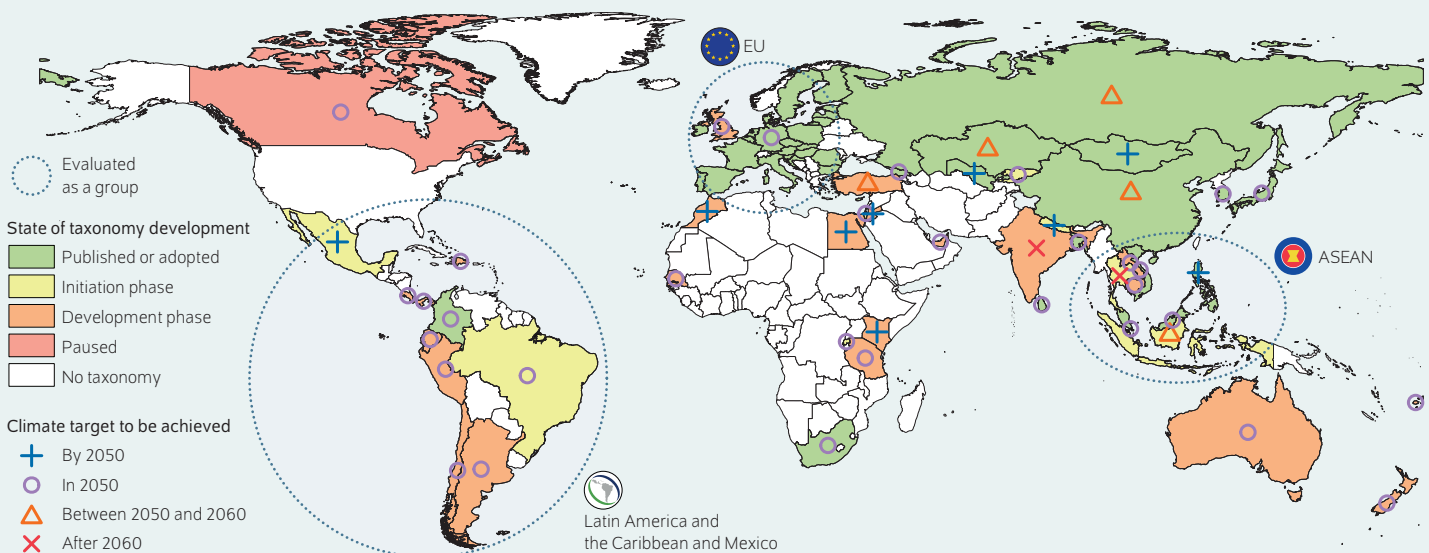 EU
Evaluated
as a group
State of taxonomy development
Published or adopted
Initiation phase
Development phase
Paused
No taxonomy
ASEAN
Climate target to be achieved
By 2050
In 2050
Between 2050 and 2060
After 2060
Latin America and
the Caribbean and Mexico